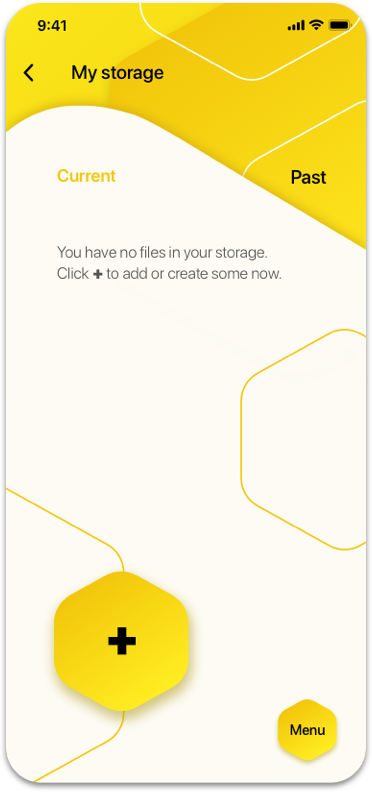 9:41
My storage
Current
Past
You have no files in your storage.
Click + to add or create some now.
+
Menu